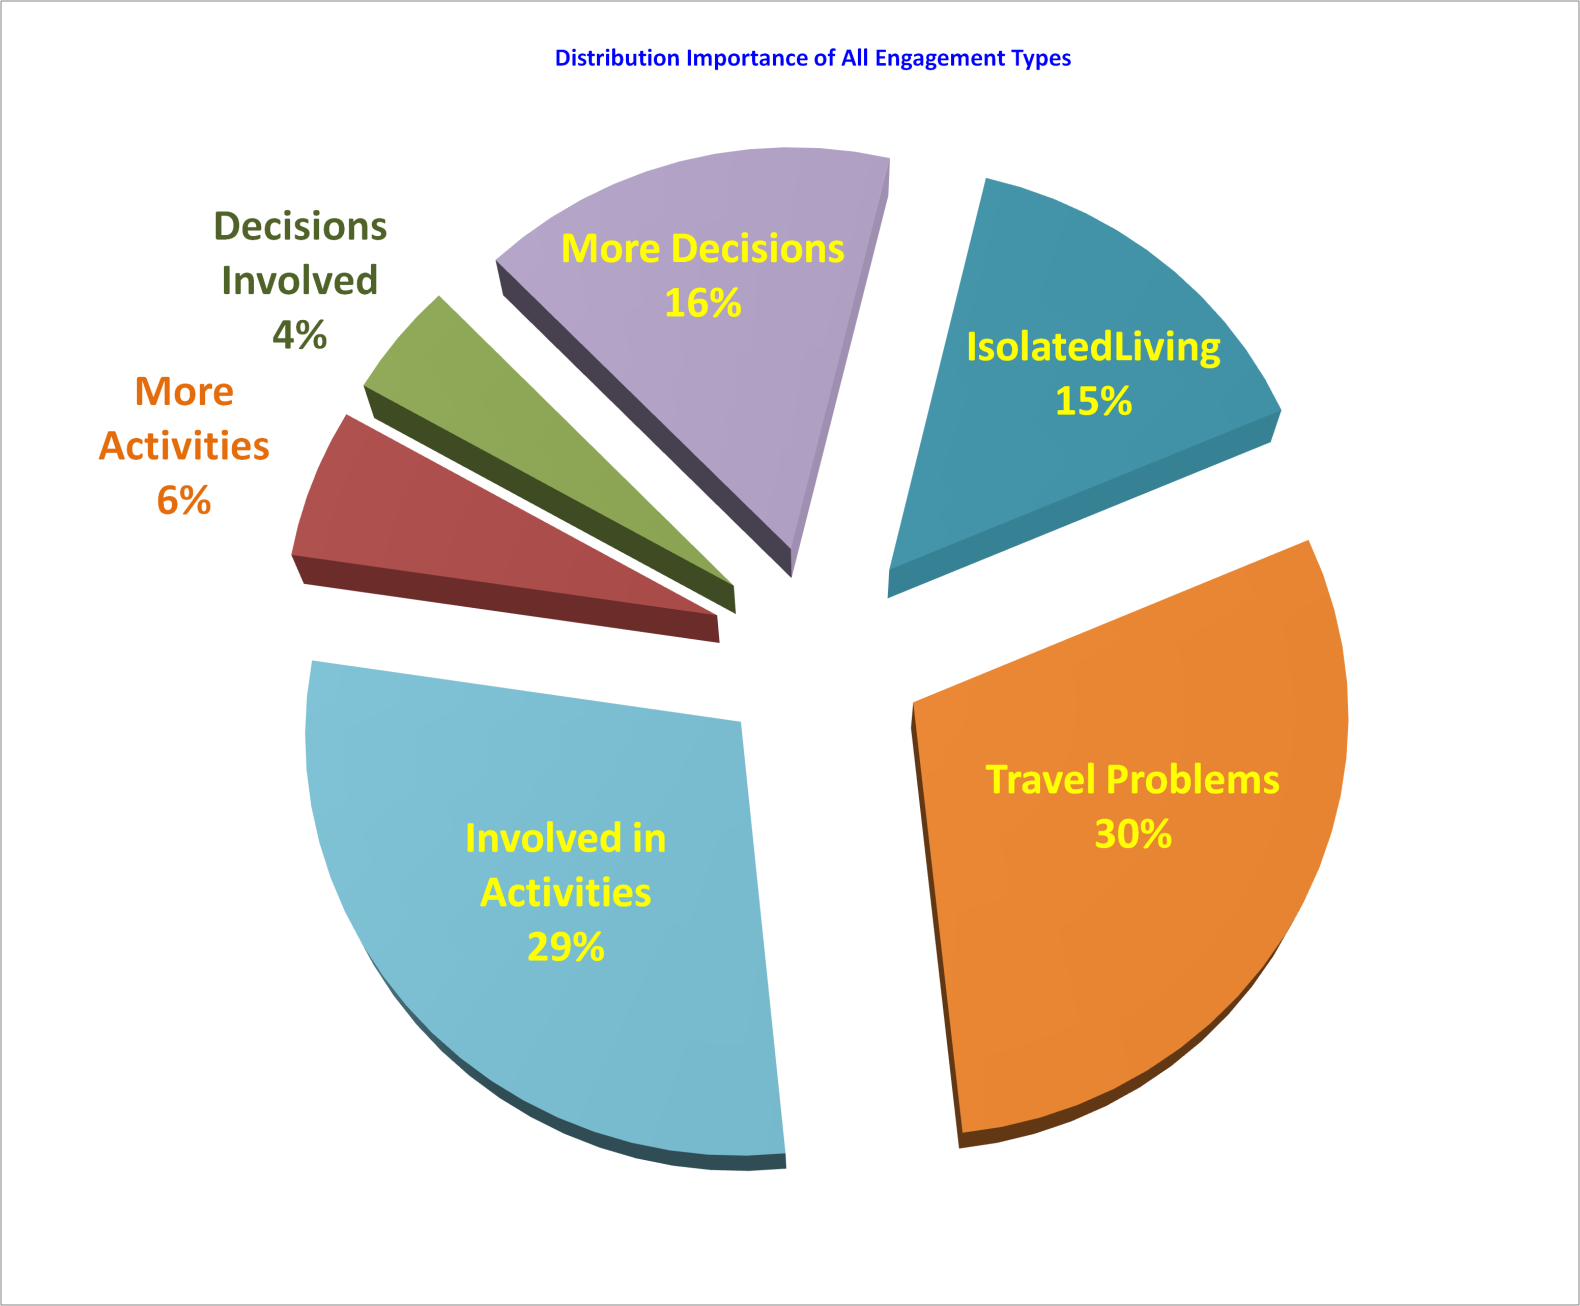 Distribution Importance of All Engagement Types
More Decisions
16%
IsolatedLiving
15%
Decisions
Involved
4%
More
Activities
6%
Travel Problems
30%
Involved in
Activities
29%